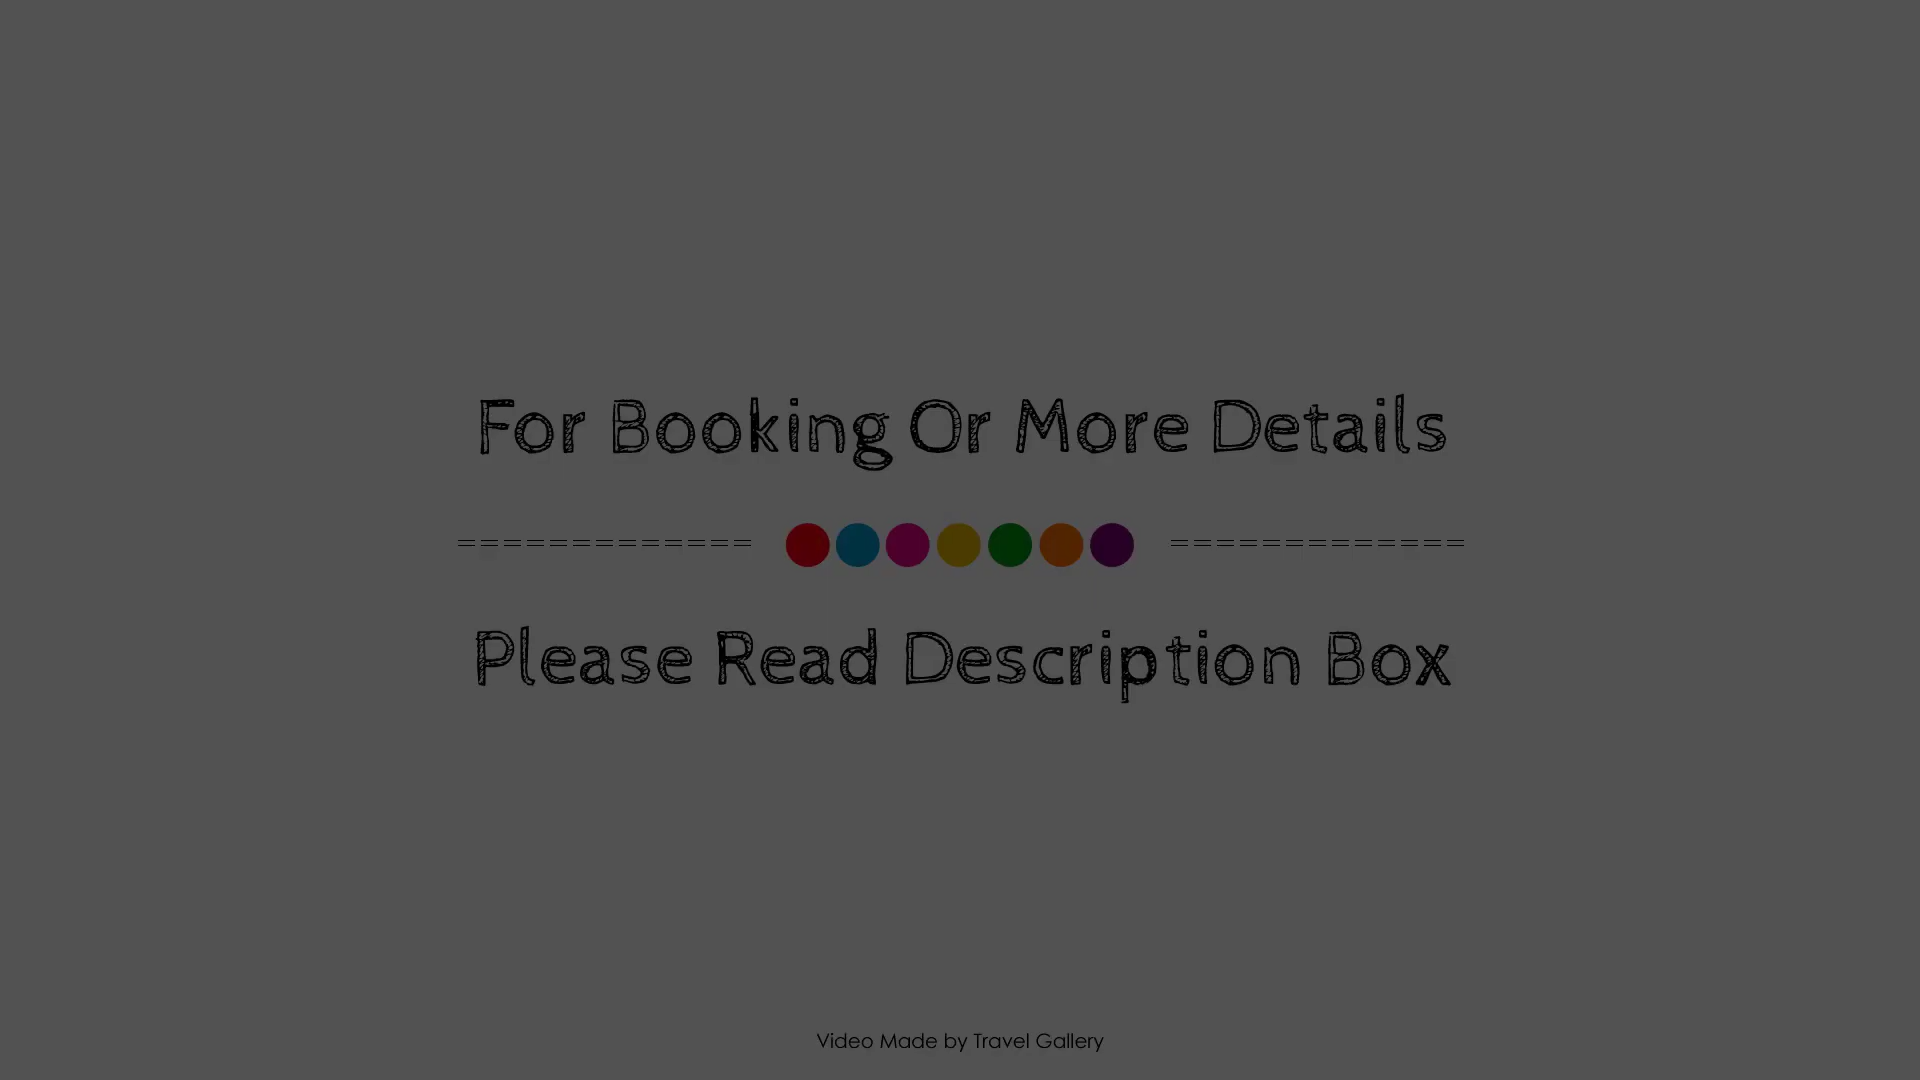 For Booking Or More Details
============= =============
Please Read Description Box
Video Made by Travel Gallery